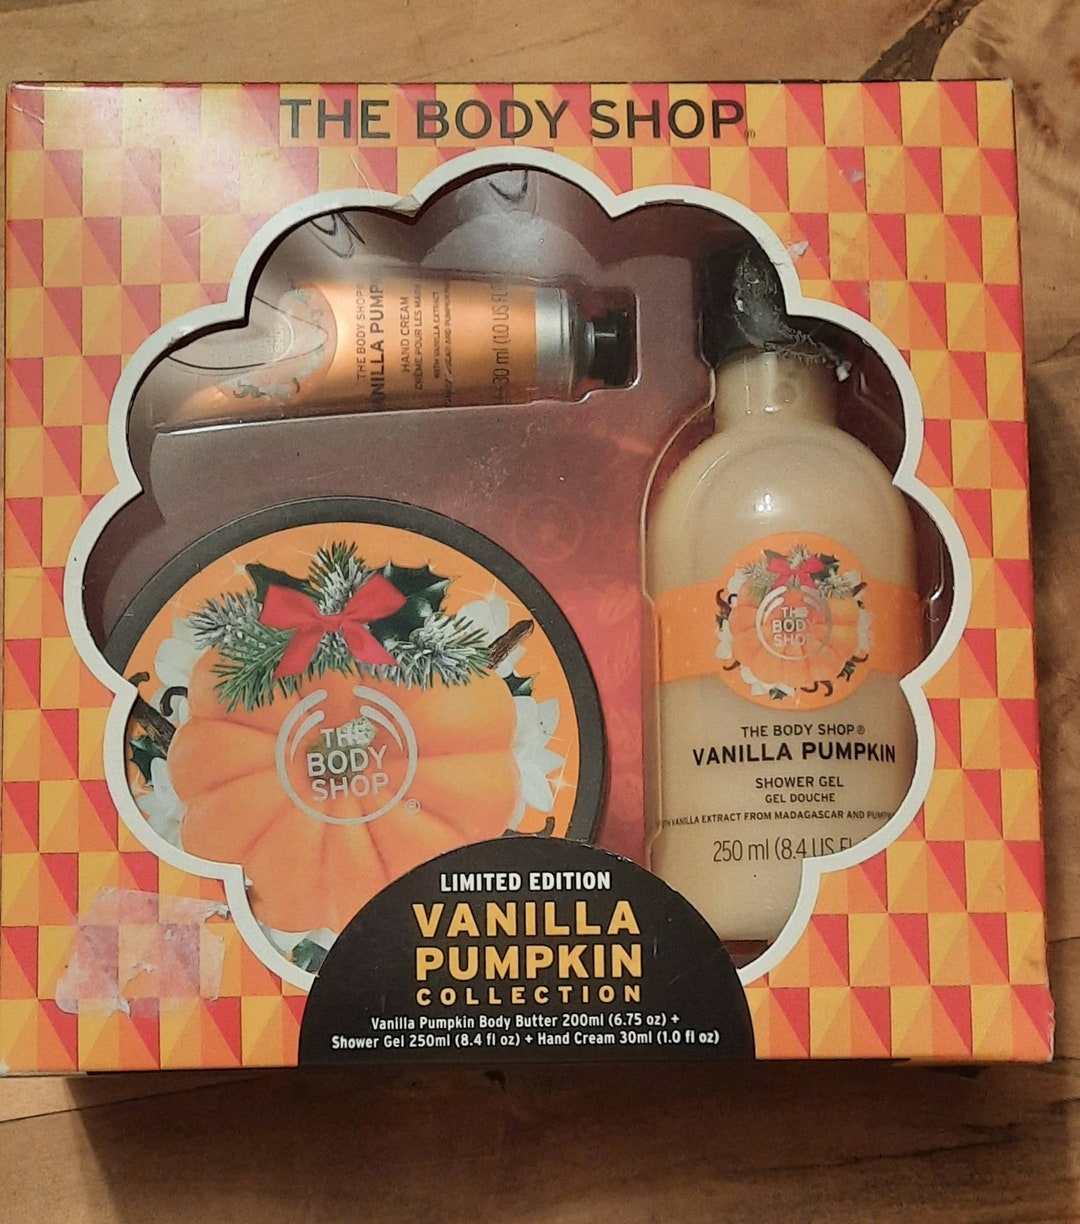 THE BODY SHOP®
THE BODY SHOP
NILLA PUMP
HAND CREAM
CRÈME POUR LES MAINS
WITH VANILLA EXTRACT
30 ml (1.0 US FL
THE
BODY
SHOP
®
THE
BODY
SHOP
THE BODY SHOP®
VANILLA PUMPKIN
SHOWER GEL
GEL DOUCHE
VANILLA EXTRACT FROM MADAGASCAR AND
250 ml (8.4 US FL
LIMITED EDITION
VANILLA
PUMPKIN
COLLECTION
Vanilla Pumpkin Body Butter 200ml (6.75 oz) +
Shower Gel 250ml (8.4 fl oz) + Hand Cream 30ml (1.0 fl oz)